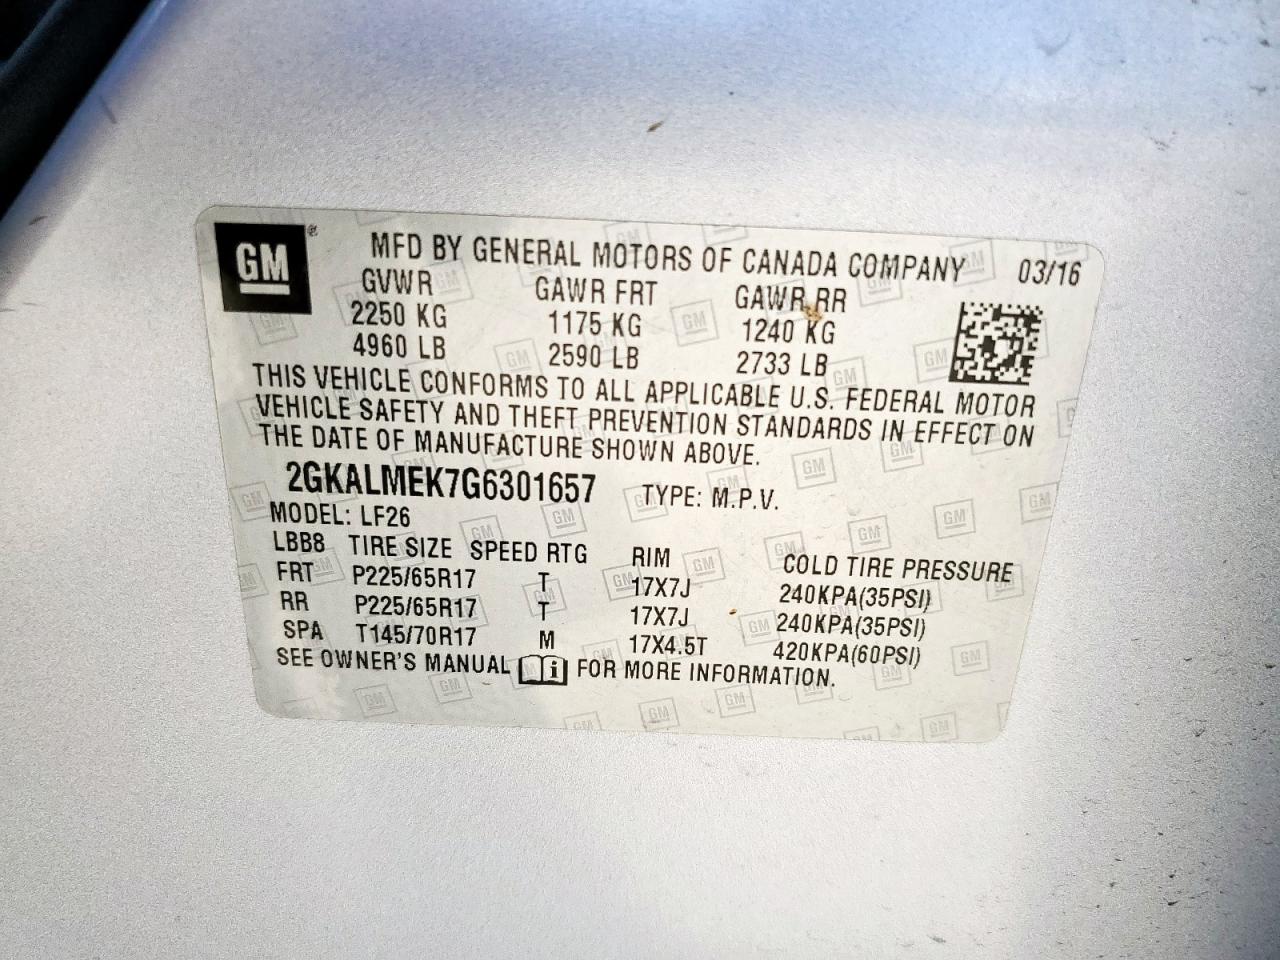 GM ®
MFD BY GENERAL MOTORS OF CANADA COMPANY 03/16
GVWR GAWR FRT GAWR RR
2250 KG 1175 KG 1240 KG
4960 LB 2590 LB 2733 LB
THIS VEHICLE CONFORMS TO ALL APPLICABLE U.S. FEDERAL MOTOR
VEHICLE SAFETY AND THEFT PREVENTION STANDARDS IN EFFECT ON
THE DATE OF MANUFACTURE SHOWN ABOVE.
2GKALMEK7G6301657 TYPE: M.P.V.
MODEL: LF26
LBB8 TIRE SIZE SPEED RTG RIM COLD TIRE PRESSURE
FRT P225/65R17 T 17X7J 240KPA(35PSI)
RR P225/65R17 T 17X7J 240KPA(35PSI)
SPA T145/70R17 M 17X4.5T 420KPA(60PSI)
SEE OWNER'S MANUAL i FOR MORE INFORMATION.